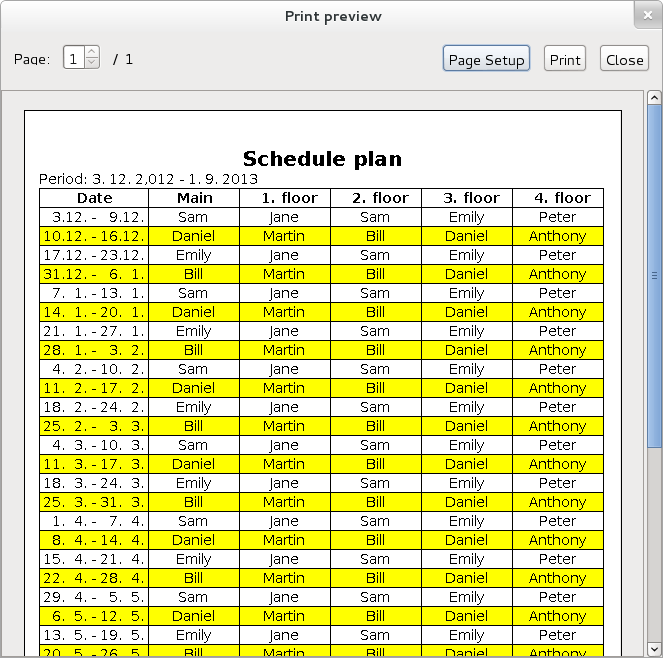 Print preview
Page: 1 / 1 Page Setup Print Close
Schedule plan
Period: 3. 12. 2,012 - 1. 9. 2013
Date Main 1. floor 2. floor 3. floor 4. floor
3.12. - 9.12. Sam Jane Sam Emily Peter
10.12. - 16.12. Daniel Martin Bill Daniel Anthony
17.12. - 23.12. Emily Jane Sam Emily Peter
31.12. - 6. 1. Bill Martin Bill Daniel Anthony
7. 1. - 13. 1. Sam Jane Sam Emily Peter
14. 1. - 20. 1. Daniel Martin Bill Daniel Anthony
21. 1. - 27. 1. Emily Jane Sam Emily Peter
28. 1. - 3. 2. Bill Martin Bill Daniel Anthony
4. 2. - 10. 2. Sam Jane Sam Emily Peter
11. 2. - 17. 2. Daniel Martin Bill Daniel Anthony
18. 2. - 24. 2. Emily Jane Sam Emily Peter
25. 2. - 3. 3. Bill Martin Bill Daniel Anthony
4. 3. - 10. 3. Sam Jane Sam Emily Peter
11. 3. - 17. 3. Daniel Martin Bill Daniel Anthony
18. 3. - 24. 3. Emily Jane Sam Emily Peter
25. 3. - 31. 3. Bill Martin Bill Daniel Anthony
1. 4. - 7. 4. Sam Jane Sam Emily Peter
8. 4. - 14. 4. Daniel Martin Bill Daniel Anthony
15. 4. - 21. 4. Emily Jane Sam Emily Peter
22. 4. - 28. 4. Bill Martin Bill Daniel Anthony
29. 4. - 5. 5. Sam Jane Sam Emily Peter
6. 5. - 12. 5. Daniel Martin Bill Daniel Anthony
13. 5. - 19. 5. Emily Jane Sam Emily Peter
20. 5. - 26. 5. Bill Martin Bill Daniel Anthony